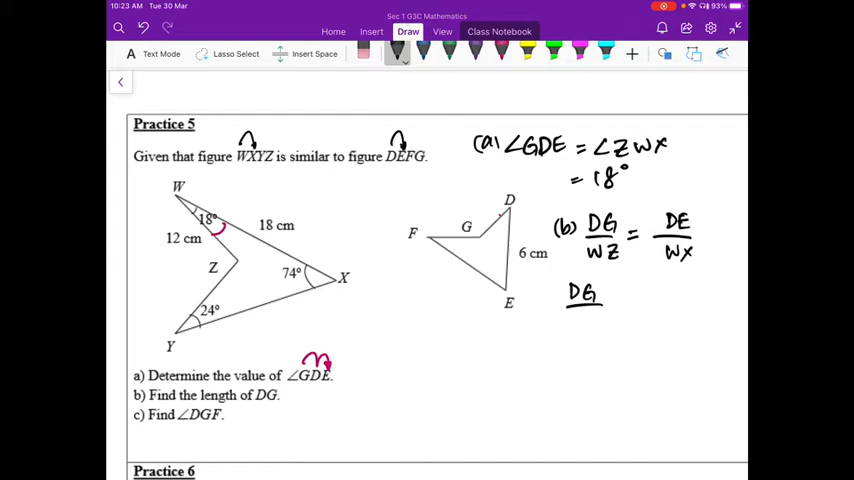 10:23 AM Tue 30 Mar
93%
Sec 1 G3C Mathematics
Home Insert Draw View Class Notebook
A Text Mode Lasso Select Insert Space
Practice 5
Given that figure WXYZ is similar to figure DEFG.
W
18°
18 cm
12 cm
Z
74°
X
24°
Y
D
F
G
6 cm
E
(a) ∠GDE = ∠ZWX
= 18°
(b) DG/WZ = DE/WX
DG
a) Determine the value of ∠GDE.
b) Find the length of DG.
c) Find ∠DGF.
Practice 6